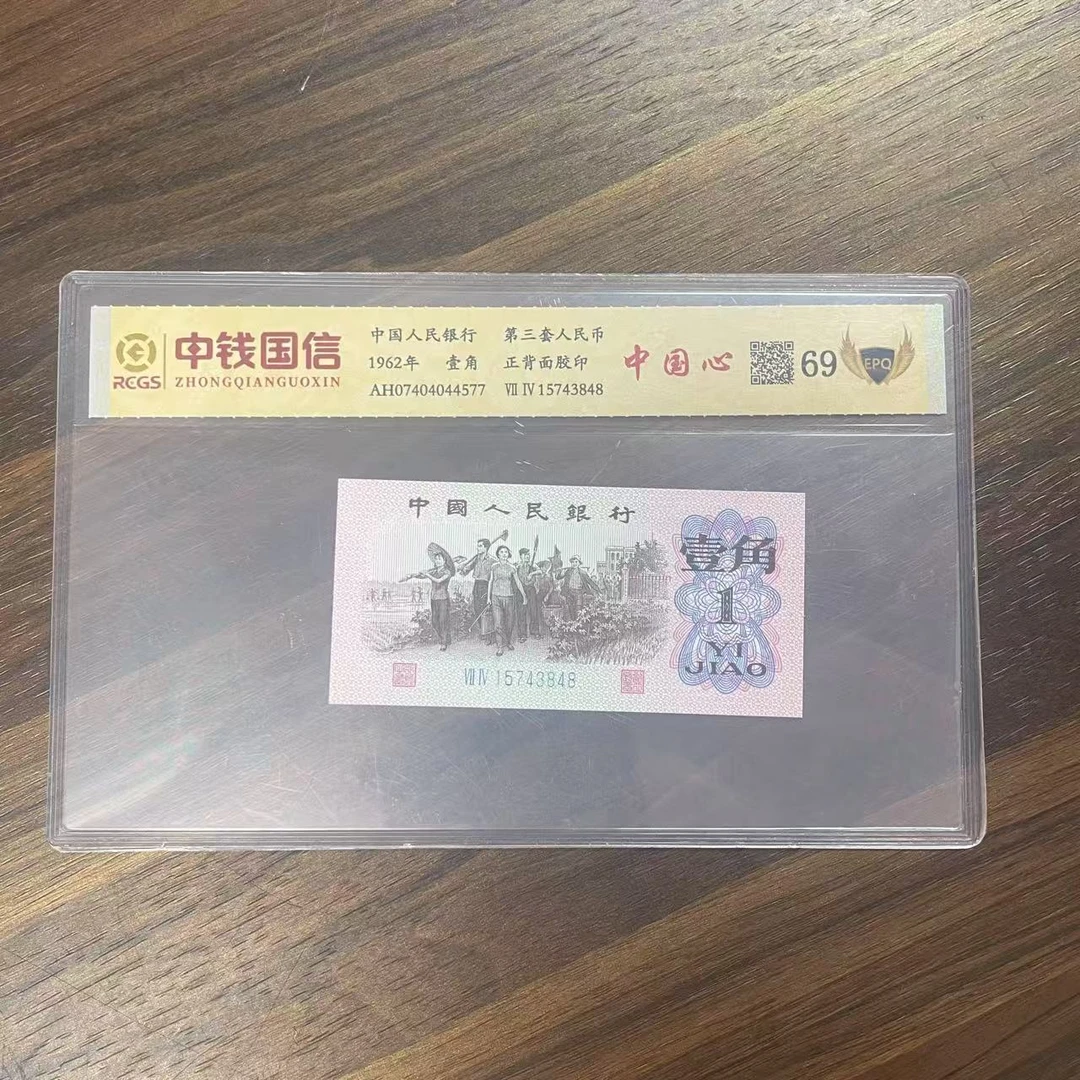 RCGS
中钱国信
ZHONGQIANGUOXIN
中国人民银行 第三套人民币
1962年 壹角 正背面胶印
AH07404044577 Ⅶ Ⅳ 15743848
中国心
69
EPQ
中國人民銀行
壹角
1
YI
JIAO
Ⅶ Ⅳ 15743848